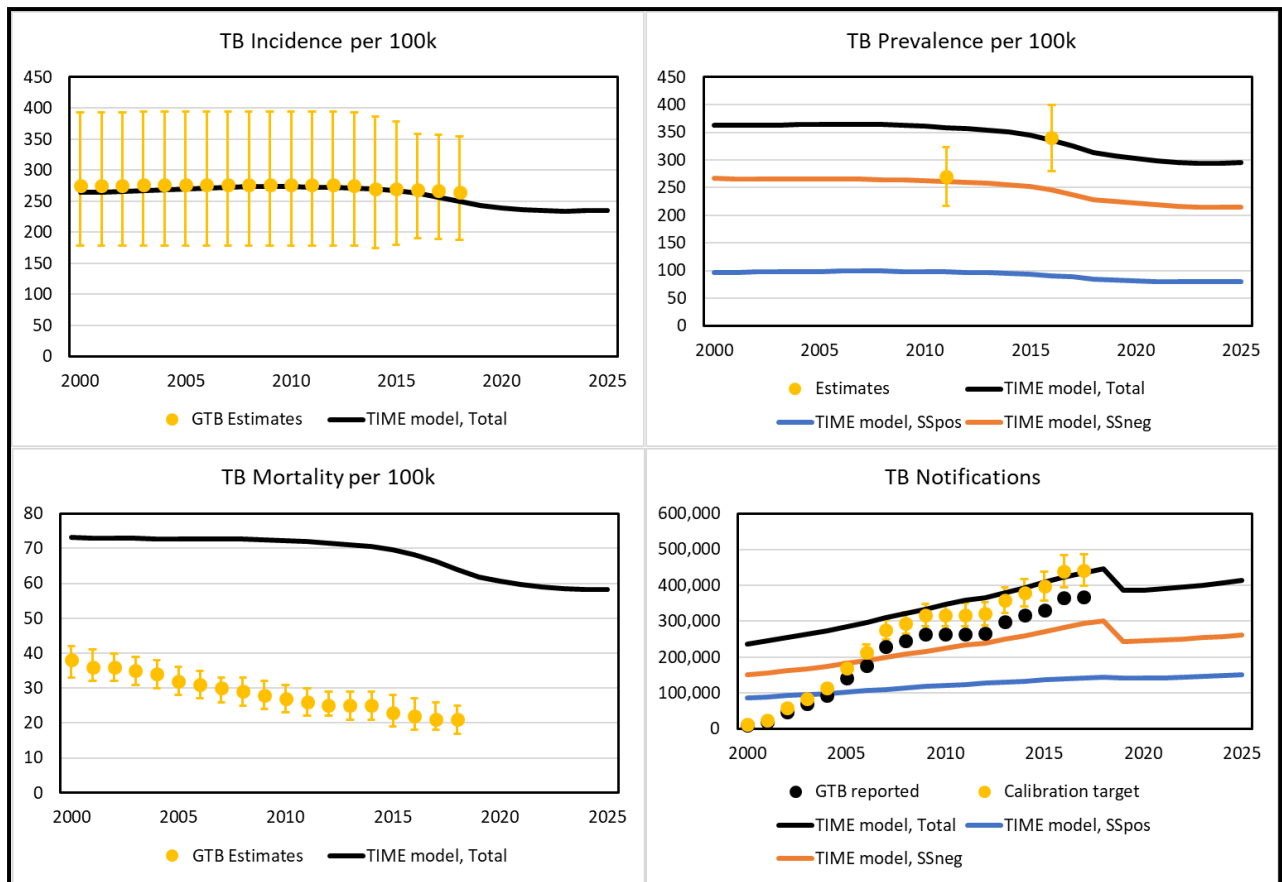 TB Incidence per 100k
450
400
350
300
250
200
150
100
50
0
2000 2005 2010 2015 2020 2025
GTB Estimates TIME model, Total
TB Prevalence per 100k
450
400
350
300
250
200
150
100
50
0
2000 2005 2010 2015 2020 2025
Estimates TIME model, Total
TIME model, SSpos TIME model, SSneg
TB Mortality per 100k
80
70
60
50
40
30
20
10
0
2000 2005 2010 2015 2020 2025
GTB Estimates TIME model, Total
TB Notifications
600,000
500,000
400,000
300,000
200,000
100,000
0
2000 2005 2010 2015 2020 2025
GTB reported Calibration target
TIME model, Total TIME model, SSpos
TIME model, SSneg